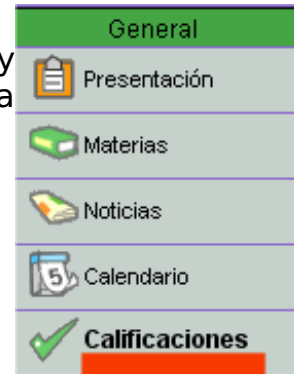 General
y
Presentación
a
Materias
Noticias
5
Calendario
Calificaciones